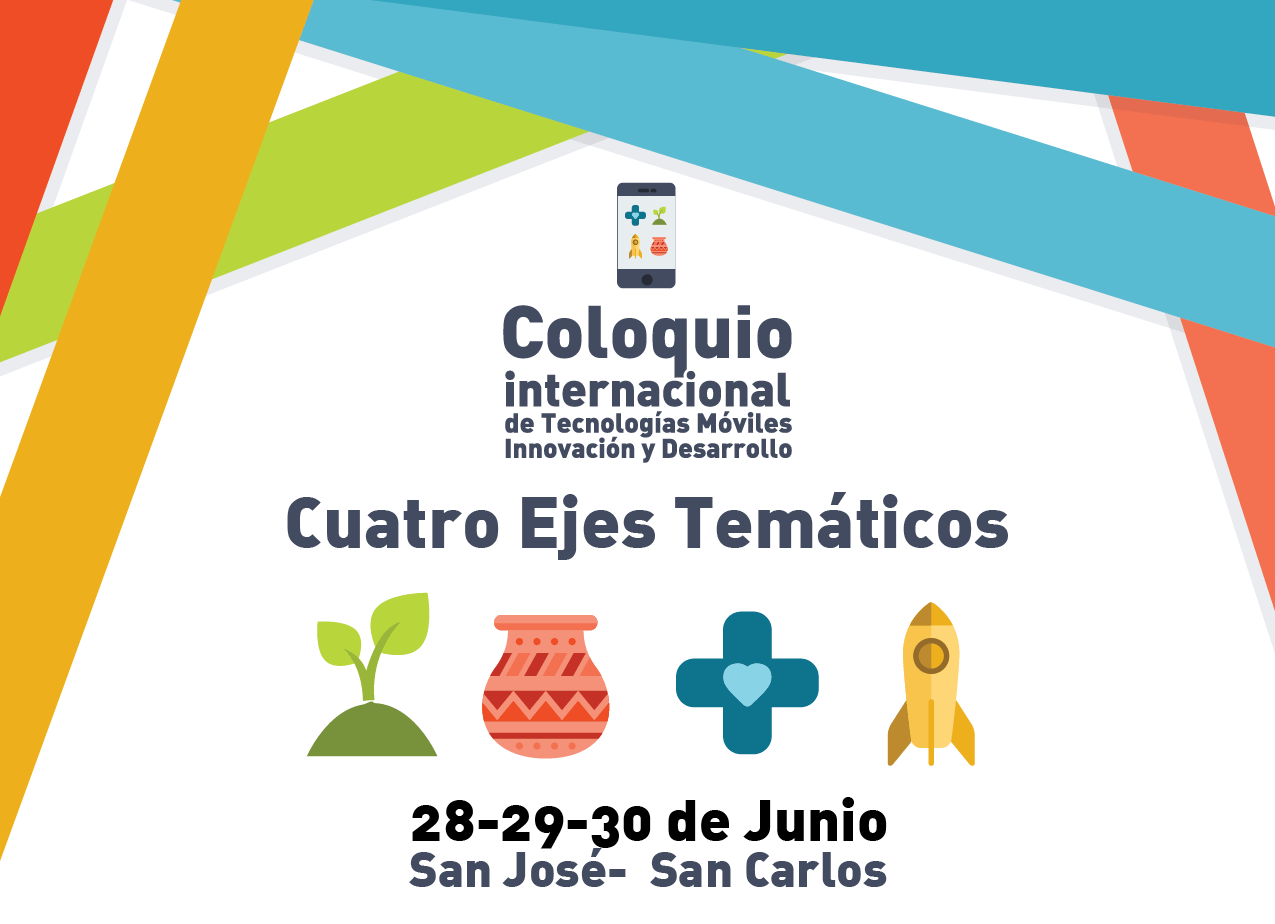 Coloquio
internacional
de Tecnologías Móviles
Innovación y Desarrollo
Cuatro Ejes Temáticos
28-29-30 de Junio
San José- San Carlos